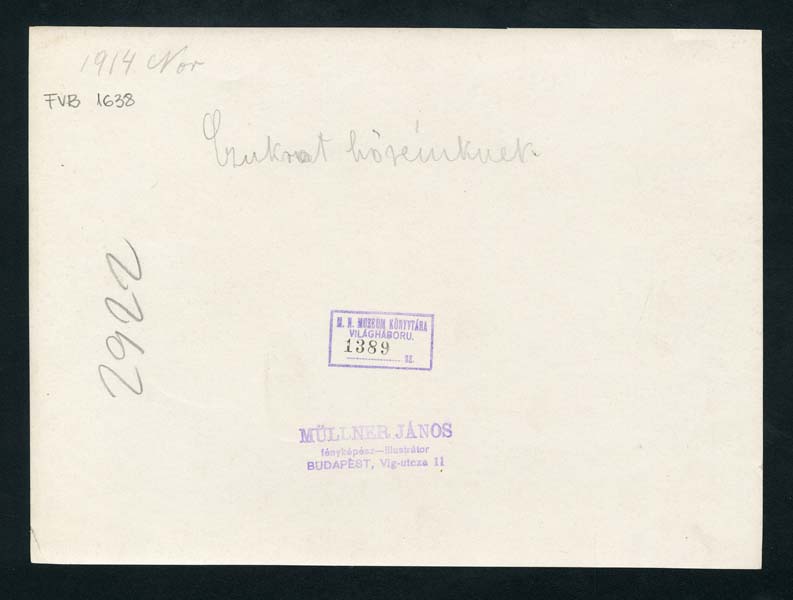 1914 Nov
FVB 1638
Czukrot hőseinknek.
2922
M. N. MUZEUM KÖNYVTÁRA
VILÁGHÁBORU.
1389 sz.
MÜLLNER JÁNOS
fényképész—illustrátor
BUDAPEST, Vig-utcza 11